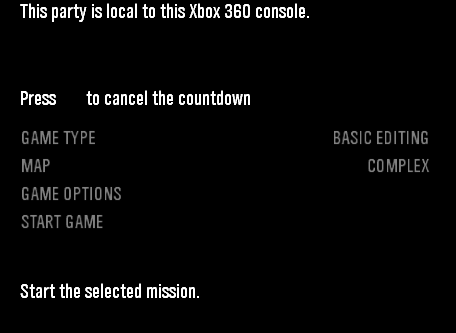 This party is local to this Xbox 360 console.
Press to cancel the countdown
GAME TYPE BASIC EDITING
MAP COMPLEX
GAME OPTIONS
START GAME
Start the selected mission.